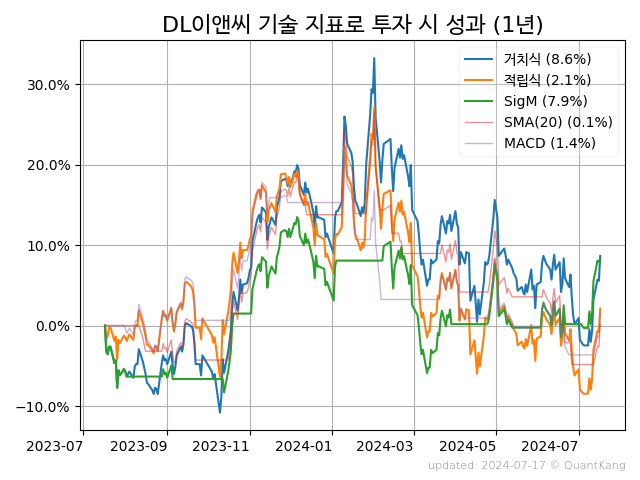 DL이앤씨 기술 지표로 투자 시 성과 (1년)
거치식 (8.6%)
적립식 (2.1%)
SigM (7.9%)
SMA(20) (0.1%)
MACD (1.4%)
30.0%
20.0%
10.0%
0.0%
−10.0%
2023-07 2023-09 2023-11 2024-01 2024-03 2024-05 2024-07
updated: 2024-07-17 © QuantKang